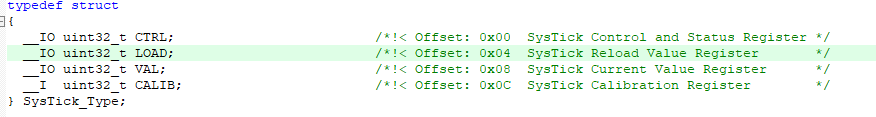 typedef struct
{
  __IO uint32_t CTRL;                         /*!< Offset: 0x00  SysTick Control and Status Register */
  __IO uint32_t LOAD;                         /*!< Offset: 0x04  SysTick Reload Value Register       */
  __IO uint32_t VAL;                          /*!< Offset: 0x08  SysTick Current Value Register      */
  __I  uint32_t CALIB;                        /*!< Offset: 0x0C  SysTick Calibration Register        */
} SysTick_Type;